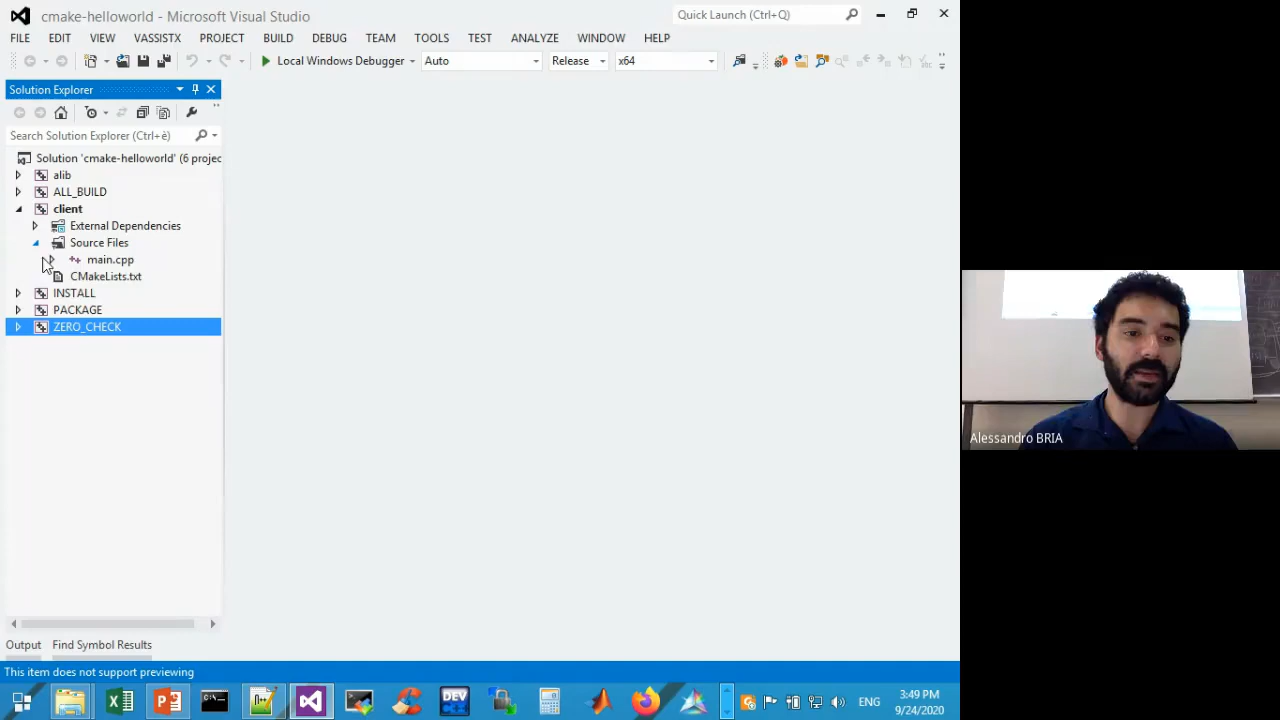 cmake-helloworld - Microsoft Visual Studio
Quick Launch (Ctrl+Q)
FILE EDIT VIEW VASSISTX PROJECT BUILD DEBUG TEAM TOOLS TEST ANALYZE WINDOW HELP
Local Windows Debugger Auto Release x64
Solution Explorer
Search Solution Explorer (Ctrl+è)
Solution 'cmake-helloworld' (6 projec
alib
ALL_BUILD
client
External Dependencies
Source Files
main.cpp
CMakeLists.txt
INSTALL
PACKAGE
ZERO_CHECK
Alessandro BRIA
Output Find Symbol Results
This item does not support previewing
DEV
ENG
3:49 PM
9/24/2020